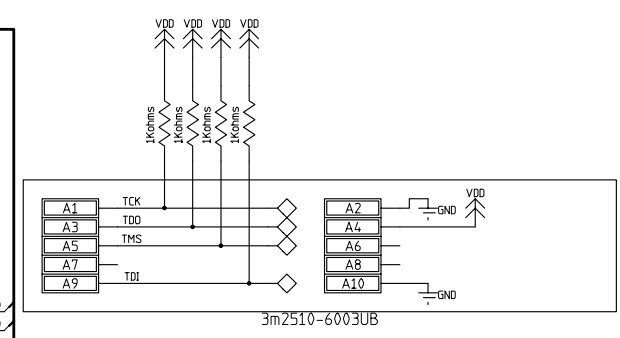 VDD VDD VDD VDD
1Kohms 1Kohms 1Kohms 1Kohms
A1 TCK A2 GND VDD
A3 TDO A4
A5 TMS A6
A7 A8
A9 TDI A10 GND
3m2510-6003UB